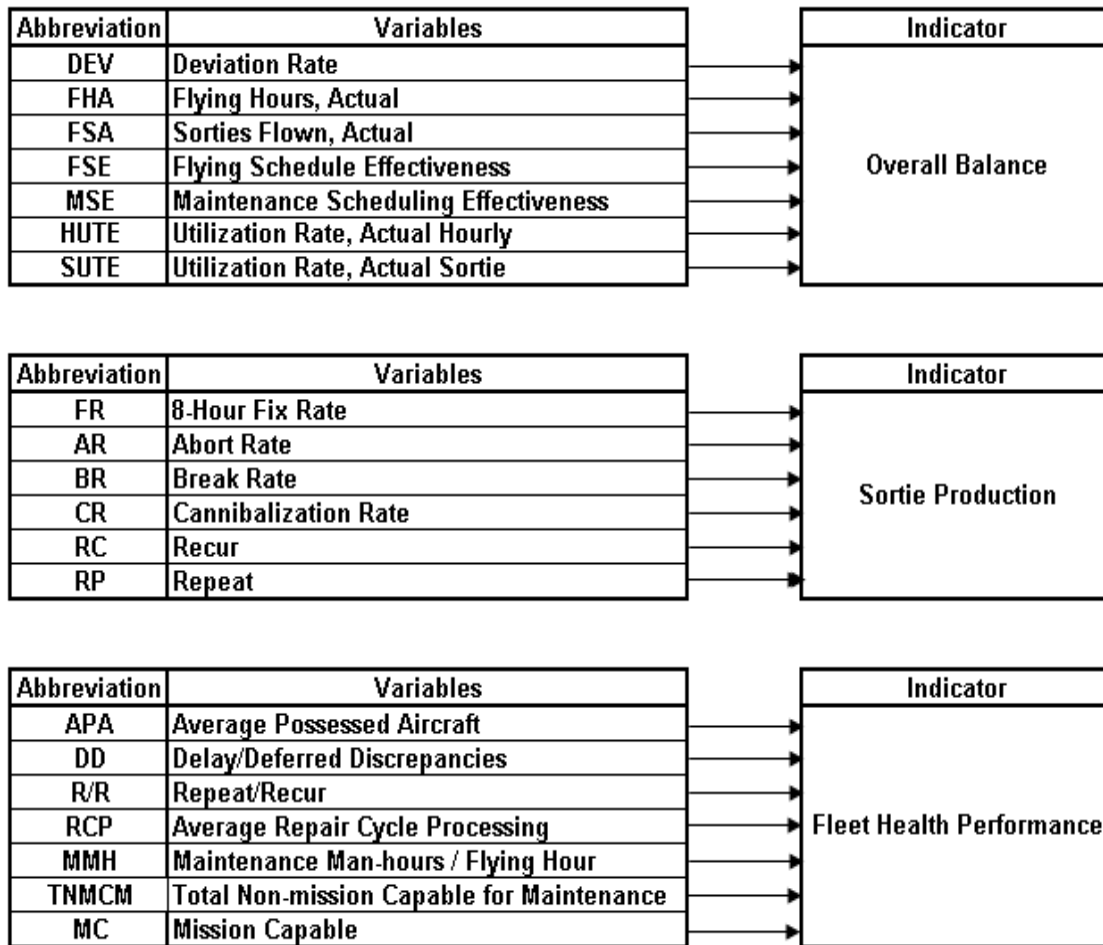 Abbreviation Variables Indicator
DEV Deviation Rate
FHA Flying Hours, Actual
FSA Sorties Flown, Actual
FSE Flying Schedule Effectiveness Overall Balance
MSE Maintenance Scheduling Effectiveness
HUTE Utilization Rate, Actual Hourly
SUTE Utilization Rate, Actual Sortie
Abbreviation Variables Indicator
FR 8-Hour Fix Rate
AR Abort Rate
BR Break Rate
Sortie Production
CR Cannibalization Rate
RC Recur
RP Repeat
Abbreviation Variables Indicator
APA Average Possessed Aircraft
DD Delay/Deferred Discrepancies
R/R Repeat/Recur
RCP Average Repair Cycle Processing Fleet Health Performance
MMH Maintenance Man-hours / Flying Hour
TNMCM Total Non-mission Capable for Maintenance
MC Mission Capable